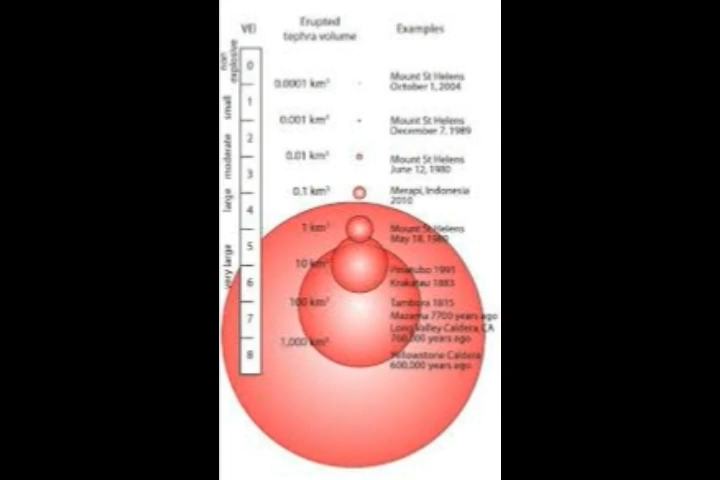 VEI
Erupted
tephra volume
Examples
non
explosive
small
moderate
large
very large
0
1
2
3
4
5
6
7
8
0.0001 km³
0.001 km³
0.01 km³
0.1 km³
1 km³
10 km³
100 km³
1,000 km³
Mount St Helens
October 1, 2004
Mount St Helens
December 7, 1989
Mount St Helens
June 12, 1980
Merapi, Indonesia
2010
Mount St Helens
May 18, 1980
Pinatubo 1991
Krakatau 1883
Tambora 1815
Mazama 7700 years ago
Long Valley Caldera, CA
760,000 years ago
Yellowstone Caldera
600,000 years ago